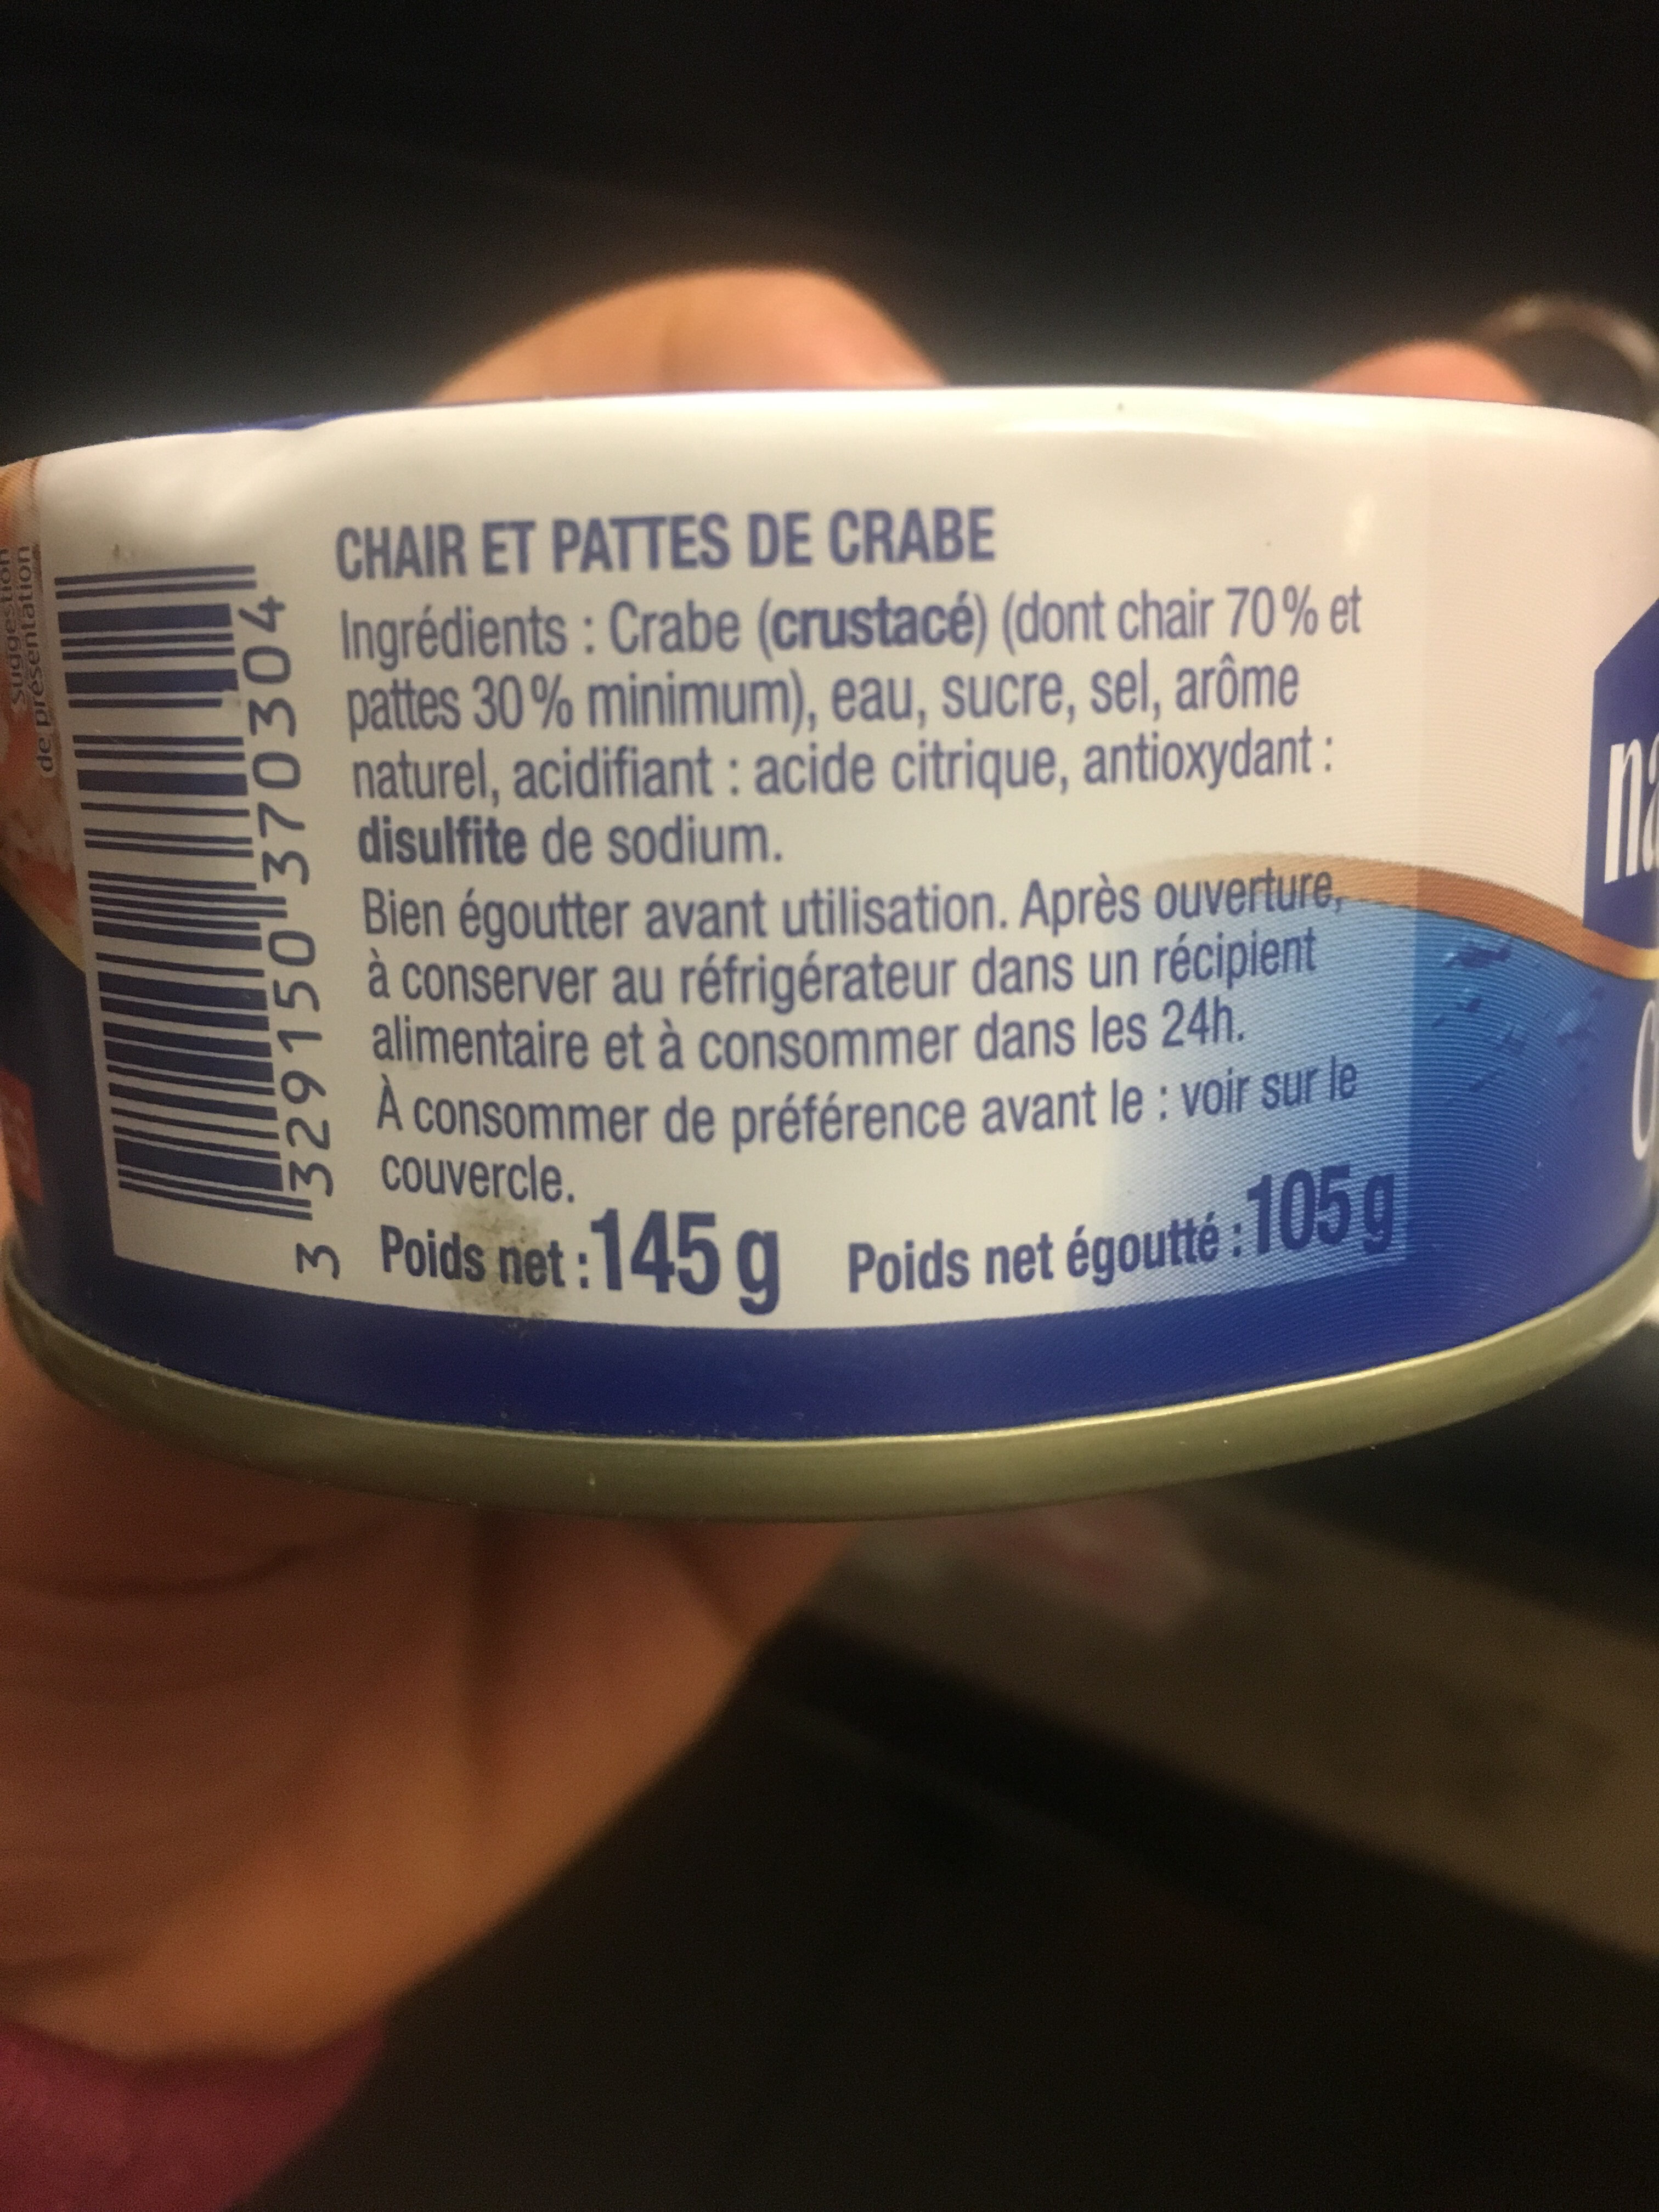 Suggestion
de présentation
3 329150 370304
CHAIR ET PATTES DE CRABE
Ingrédients : Crabe (crustacé) (dont chair 70% et
pattes 30% minimum), eau, sucre, sel, arôme
naturel, acidifiant : acide citrique, antioxydant :
disulfite de sodium.
Bien égoutter avant utilisation. Après ouverture,
à conserver au réfrigérateur dans un récipient
alimentaire et à consommer dans les 24h.
À consommer de préférence avant le : voir sur le
couvercle.
Poids net : 145 g Poids net égoutté : 105 g